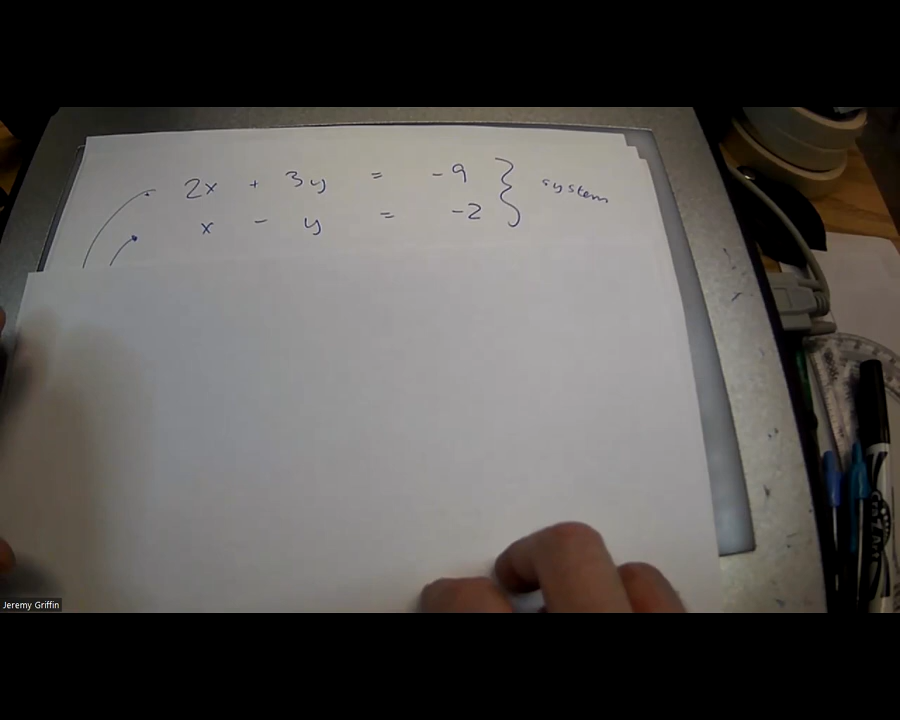 2x + 3y = -9 } system
x - y = -2
Jeremy Griffin